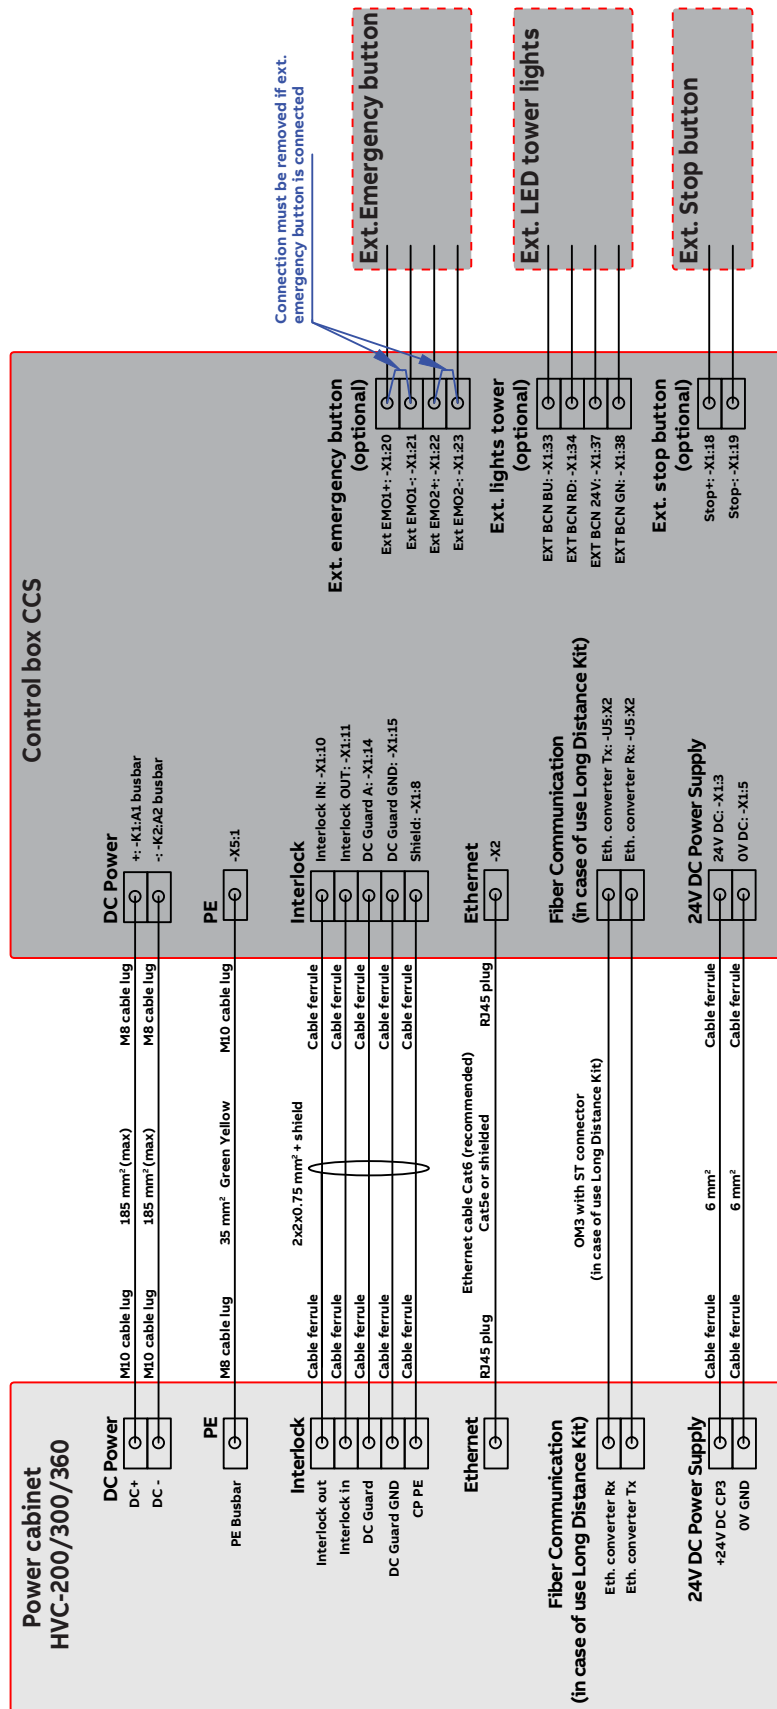 Power cabinet
HVC-200/300/360
DC Power
DC+
DC -
PE
PE Busbar
Interlock
Interlock out
Interlock in
DC Guard
DC Guard GND
CP PE
Ethernet
Fiber Communication
(in case of use Long Distance Kit)
Eth. converter Rx
Eth. converter Tx
24V DC Power Supply
+24V DC CP3
0V GND
M10 cable lug
185 mm² (max)
M8 cable lug
M10 cable lug
185 mm² (max)
M8 cable lug
M8 cable lug
35 mm² Green Yellow
M10 cable lug
2x2x0.75 mm² + shield
Cable ferrule
Cable ferrule
Cable ferrule
Cable ferrule
Cable ferrule
Cable ferrule
Cable ferrule
Cable ferrule
Cable ferrule
Cable ferrule
RJ45 plug
Ethernet cable Cat6 (recommended)
Cat5e or shielded
RJ45 plug
OM3 with ST connector
(in case of use Long Distance Kit)
Cable ferrule
6 mm²
Cable ferrule
Cable ferrule
6 mm²
Cable ferrule
Control box CCS
DC Power
+: -K1:A1 busbar
-: -K2:A2 busbar
PE
-X5:1
Interlock
Interlock IN: -X1:10
Interlock OUT: -X1:11
DC Guard A: -X1:14
DC Guard GND: -X1:15
Shield: -X1:8
Ethernet
-X2
Fiber Communication
(in case of use Long Distance Kit)
Eth. converter Tx: -U5:X2
Eth. converter Rx: -U5:X2
24V DC Power Supply
24V DC: -X1:3
0V DC: -X1:5
Ext. emergency button
(optional)
Ext EMO1+: -X1:20
Ext EMO1-: -X1:21
Ext EMO2+: -X1:22
Ext EMO2-: -X1:23
Ext. lights tower
(optional)
EXT BCN BU: -X1:33
EXT BCN RD: -X1:34
EXT BCN 24V: -X1:37
EXT BCN GN: -X1:38
Ext. stop button
(optional)
Stop+: -X1:18
Stop-: -X1:19
Connection must be removed if ext.
emergency button is connected
Ext.Emergency button
Ext. LED tower lights
Ext. Stop button